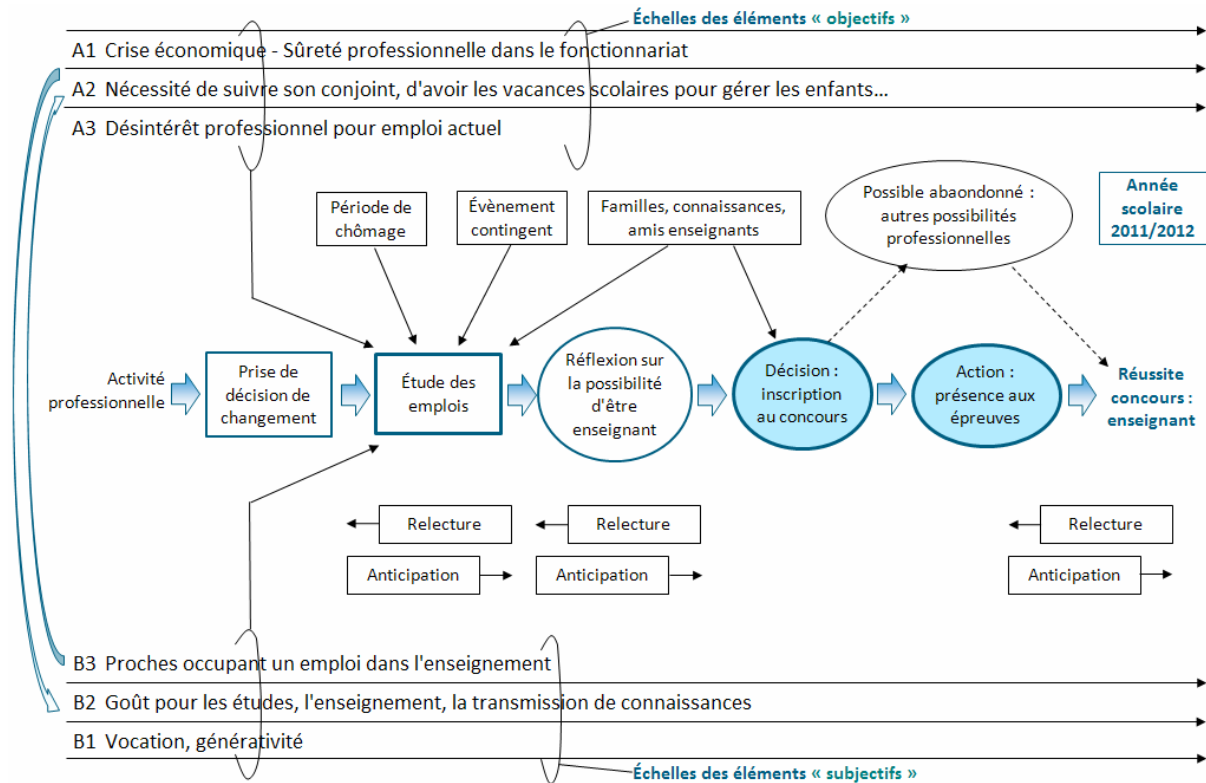 Échelles des éléments « objectifs »
A1 Crise économique - Sûreté professionnelle dans le fonctionnariat
A2 Nécessité de suivre son conjoint, d'avoir les vacances scolaires pour gérer les enfants...
A3 Désintérêt professionnel pour emploi actuel
Période de
chômage
Évènement
contingent
Familles, connaissances,
amis enseignants
Possible abaondonné :
autres possibilités
professionnelles
Année
scolaire
2011/2012
Activité
professionnelle
Prise de
décision de
changement
Étude des
emplois
Réflexion sur
la possibilité
d'être
enseignant
Décision :
inscription
au concours
Action :
présence aux
épreuves
Réussite
concours :
enseignant
Relecture
Anticipation
Relecture
Anticipation
Relecture
Anticipation
B3 Proches occupant un emploi dans l'enseignement
B2 Goût pour les études, l'enseignement, la transmission de connaissances
B1 Vocation, générativité
Échelles des éléments « subjectifs »